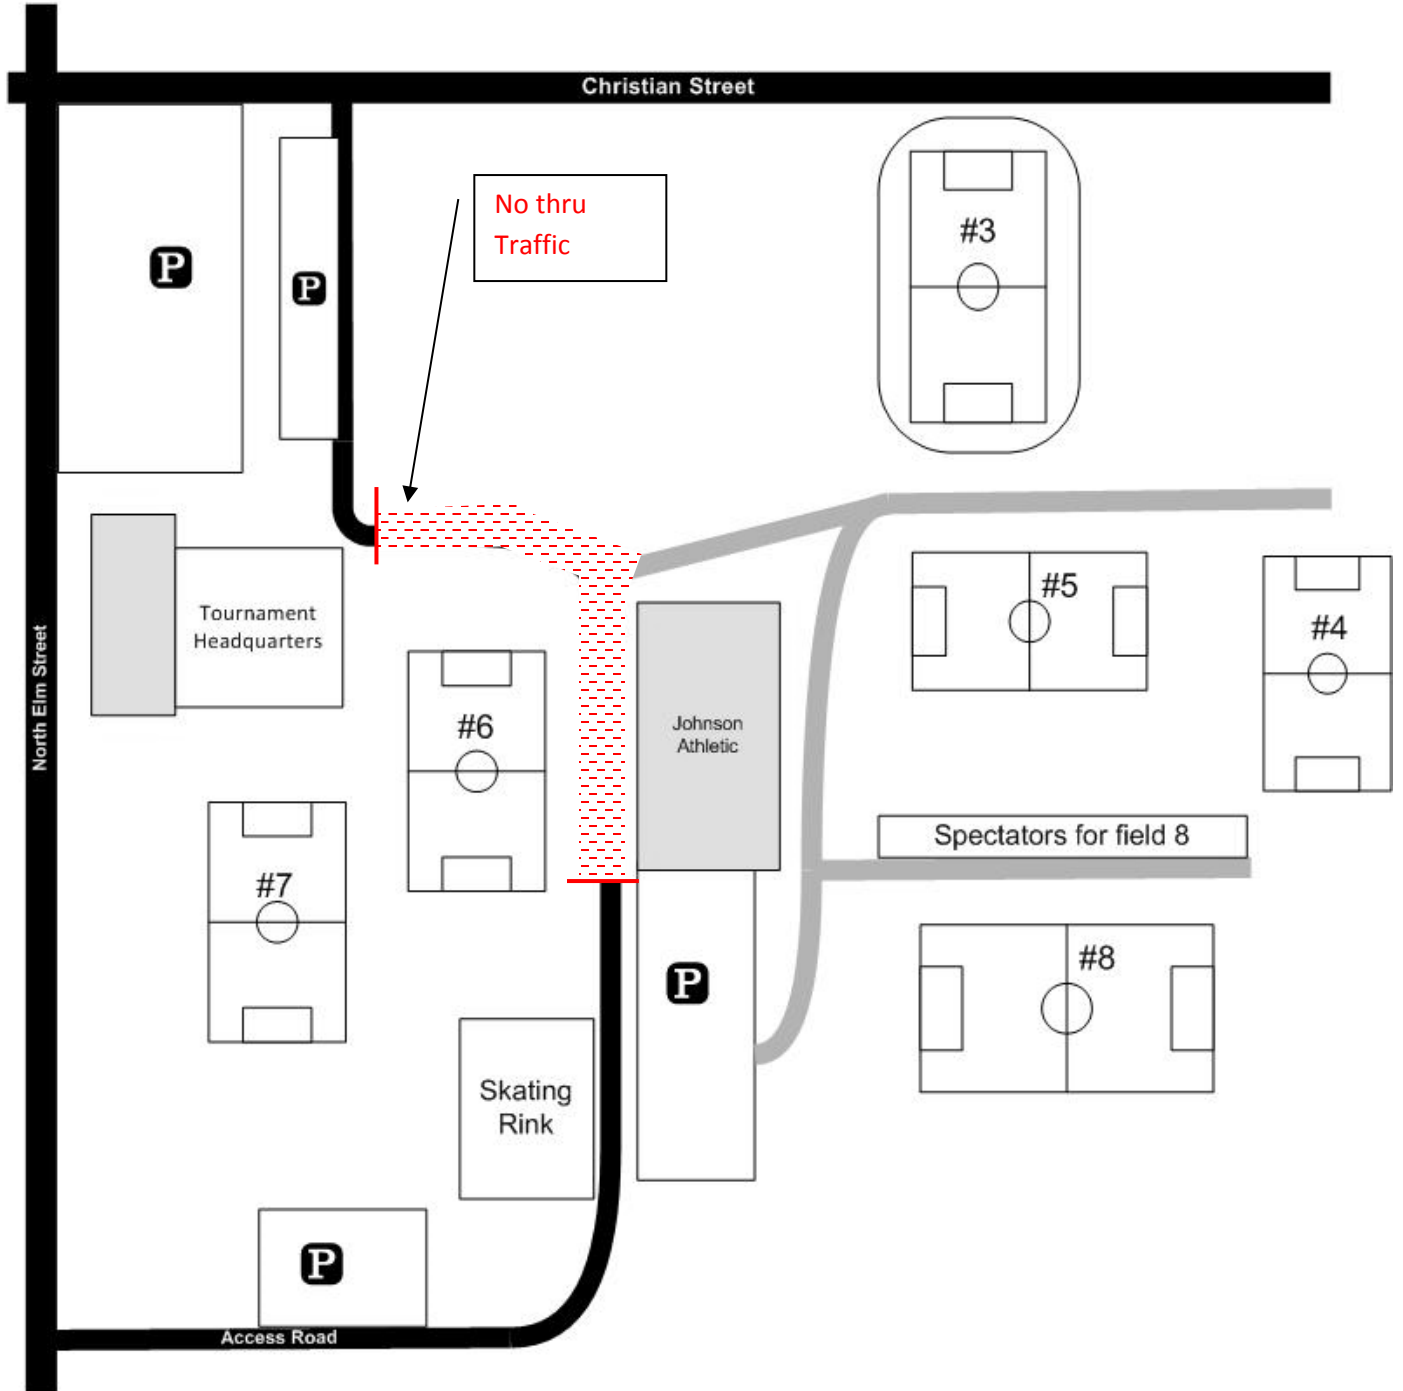 Christian Street
No thru
Traffic
#3
P
P
Tournament
Headquarters
North Elm Street
#5
#4
#6
Johnson
Athletic
Spectators for field 8
#7
#8
P
Skating
Rink
P
Access Road